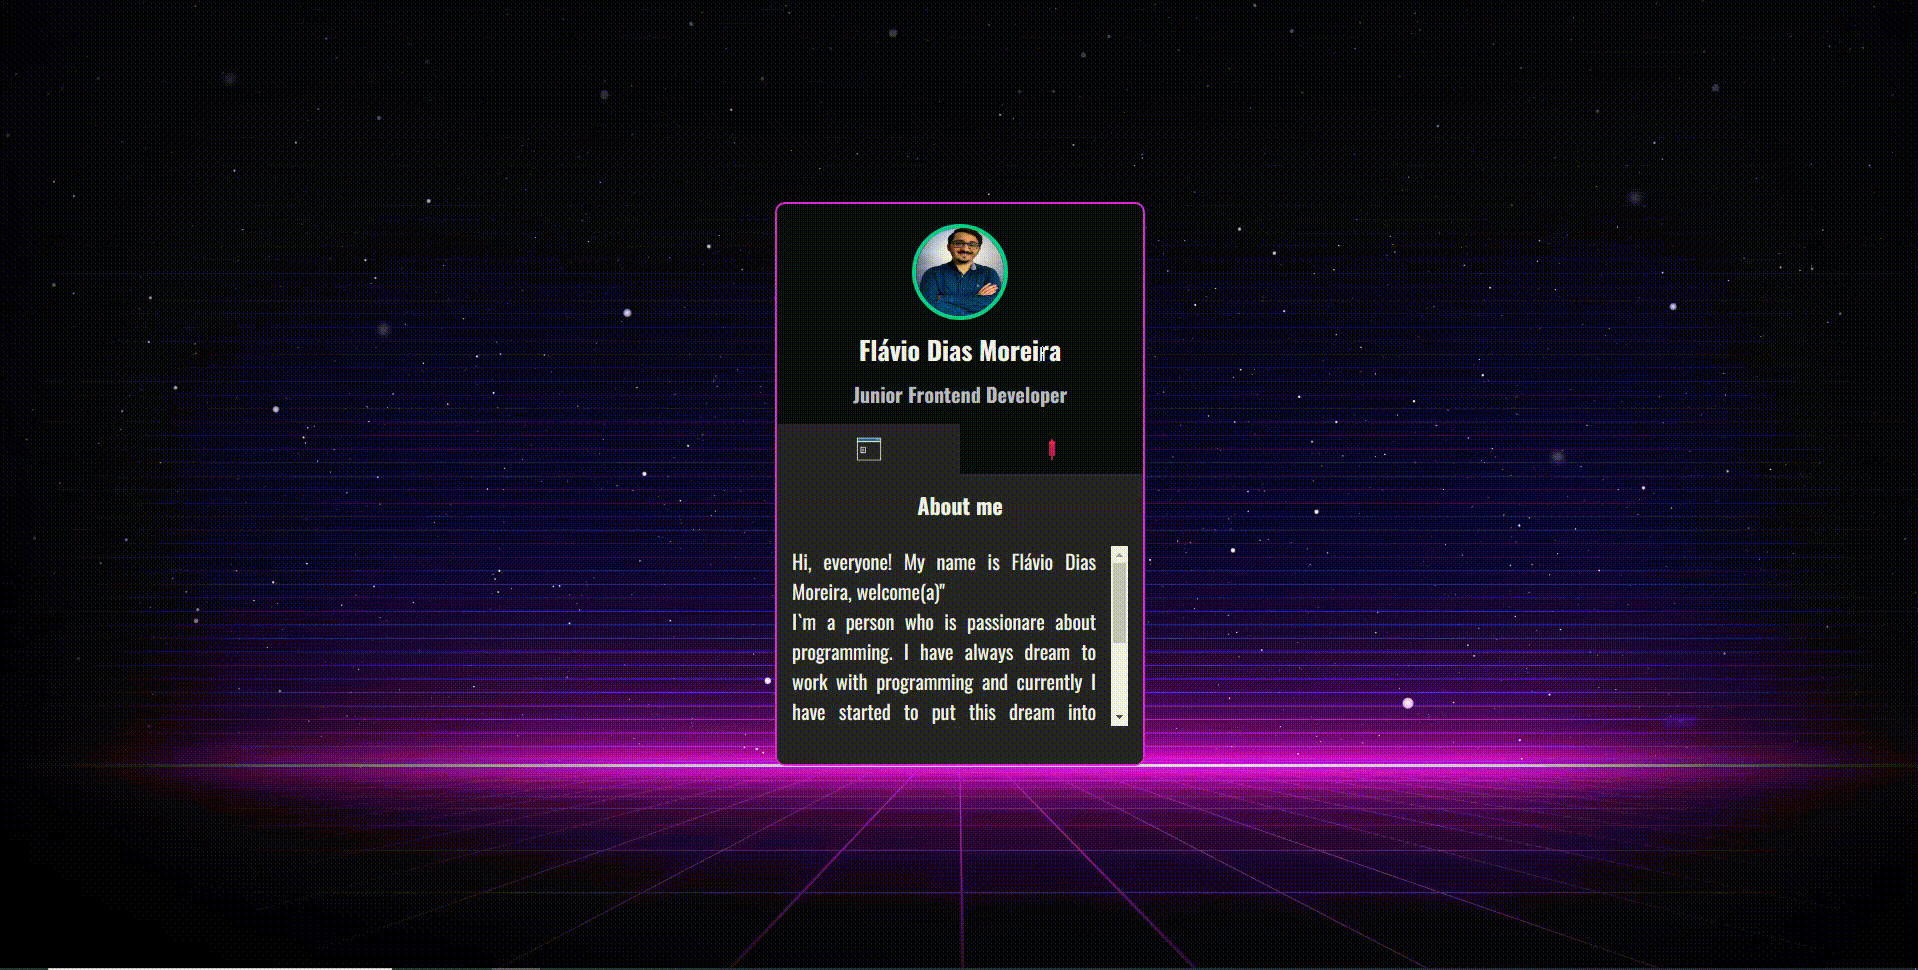 Flávio Dias Moreira
Junior Frontend Developer
About me
Hi, everyone! My name is Flávio Dias
Moreira, welcome(a)"
I`m a person who is passionare about
programming. I have always dream to
work with programming and currently I
have started to put this dream into